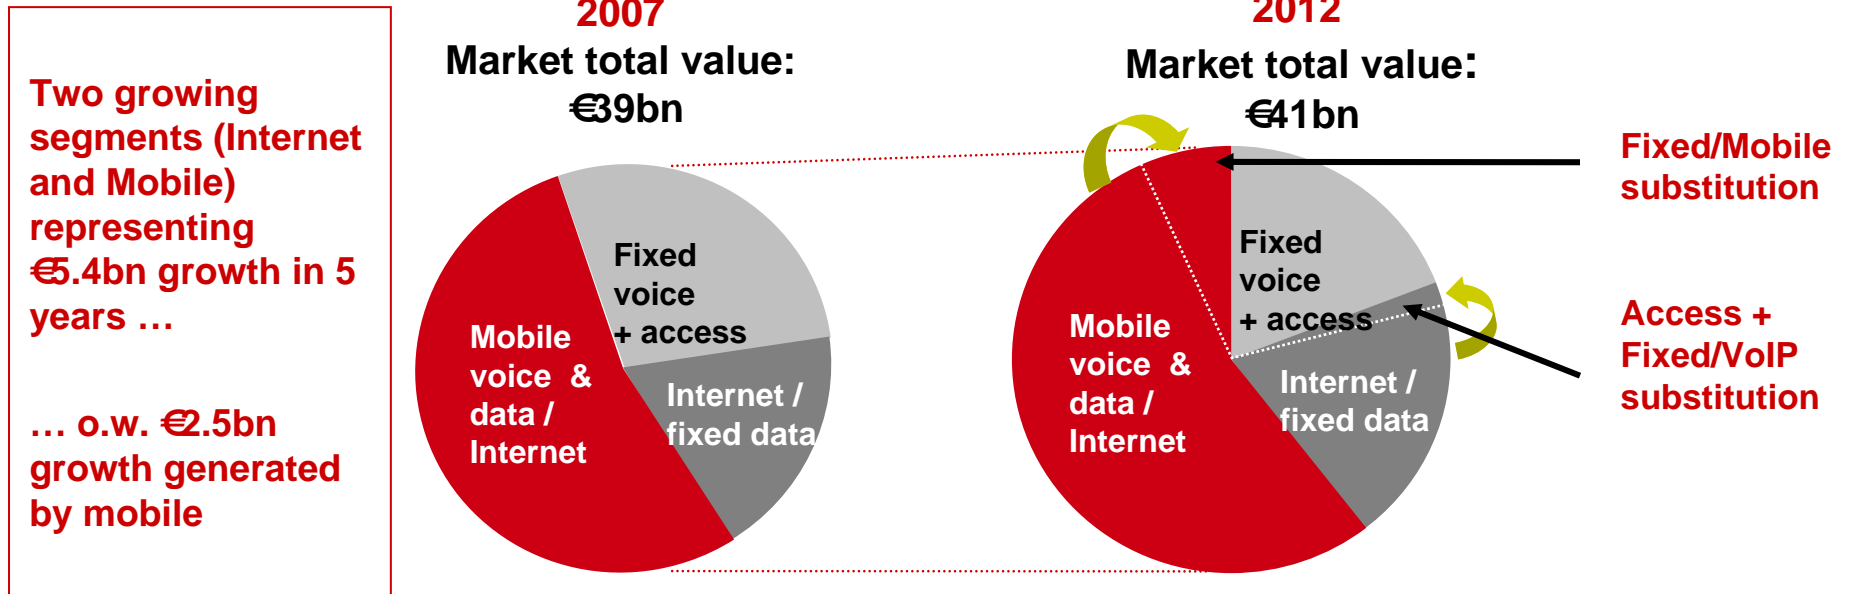 Two growing
segments (Internet
and Mobile)
representing
€5.4bn growth in 5
years …
… o.w. €2.5bn
growth generated
by mobile
2007
Market total value:
€39bn
Fixed
voice
+ access
Mobile
voice &
data /
Internet
Internet /
fixed data
2012
Market total value:
€41bn
Fixed
voice
+ access
Mobile
voice &
data /
Internet
Internet /
fixed data
Fixed/Mobile
substitution
Access +
Fixed/VoIP
substitution